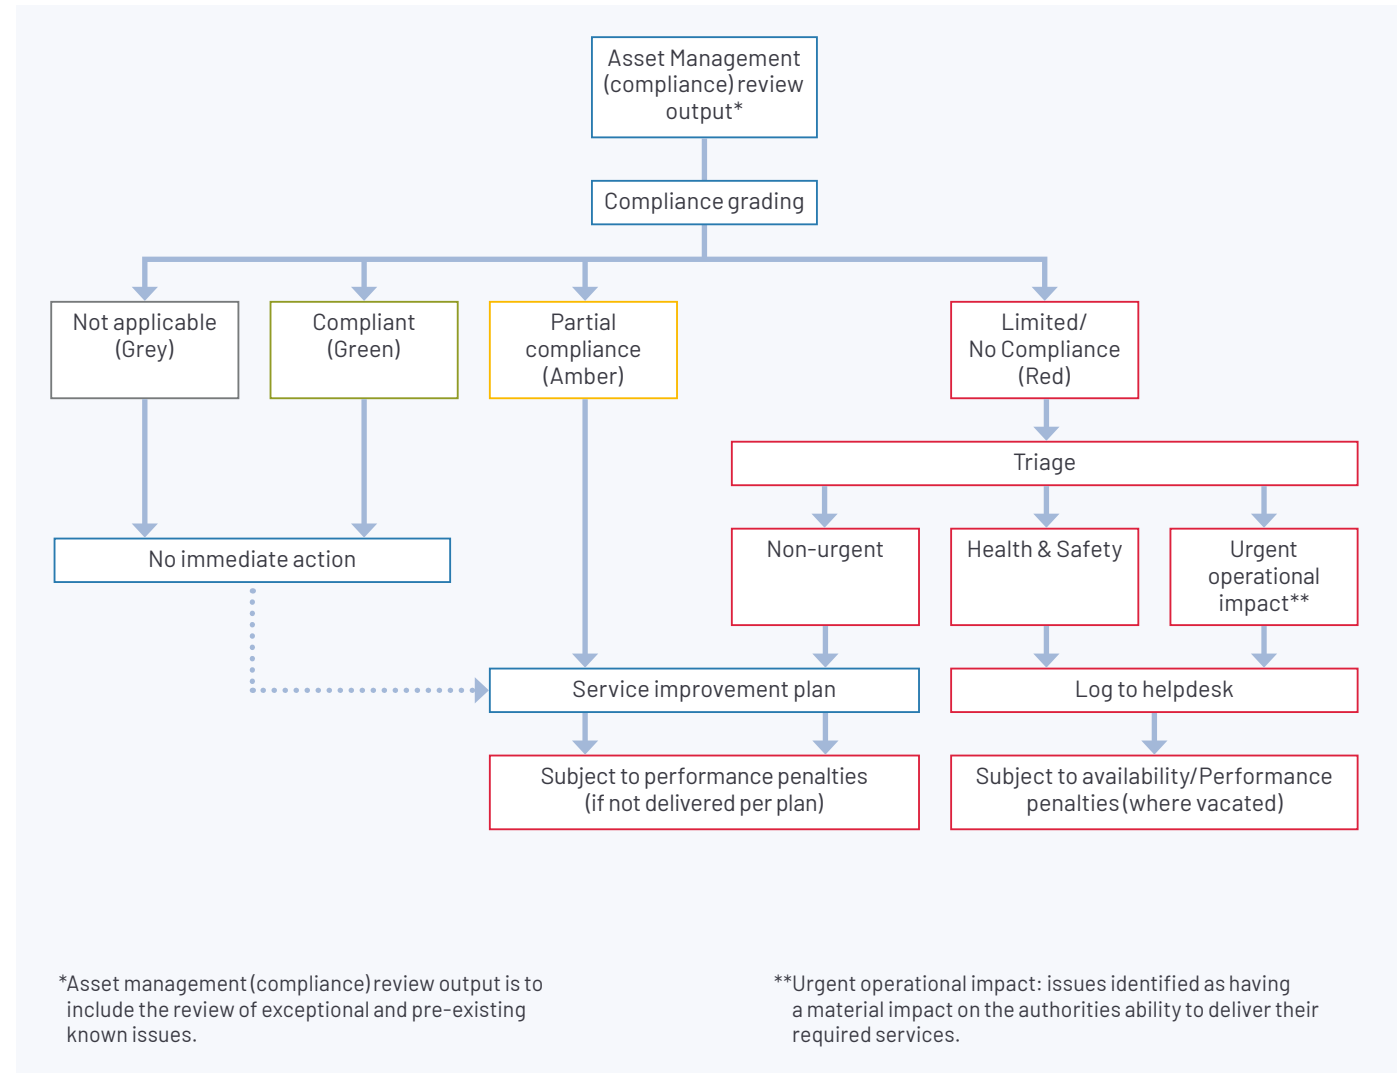 Asset Management
(compliance) review
output*
Compliance grading
Not applicable
(Grey)
Compliant
(Green)
Partial
compliance
(Amber)
Limited/
No Compliance
(Red)
Triage
Non-urgent
Health & Safety
Urgent
operational
impact**
No immediate action
Service improvement plan
Log to helpdesk
Subject to performance penalties
(if not delivered per plan)
Subject to availability/Performance
penalties (where vacated)
*Asset management (compliance) review output is to
include the review of exceptional and pre-existing
known issues.
**Urgent operational impact: issues identified as having
a material impact on the authorities ability to deliver their
required services.